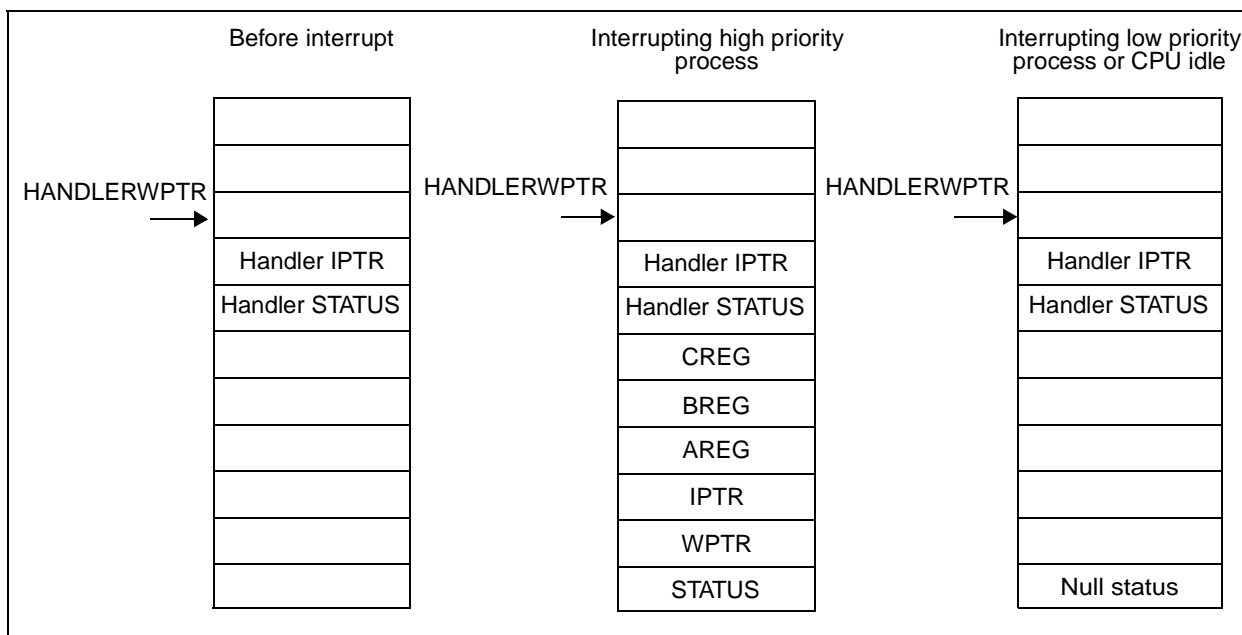 Before interrupt
HANDLERWPTR
Handler IPTR
Handler STATUS
Interrupting high priority
process
HANDLERWPTR
Handler IPTR
Handler STATUS
CREG
BREG
AREG
IPTR
WPTR
STATUS
Interrupting low priority
process or CPU idle
HANDLERWPTR
Handler IPTR
Handler STATUS
Null status